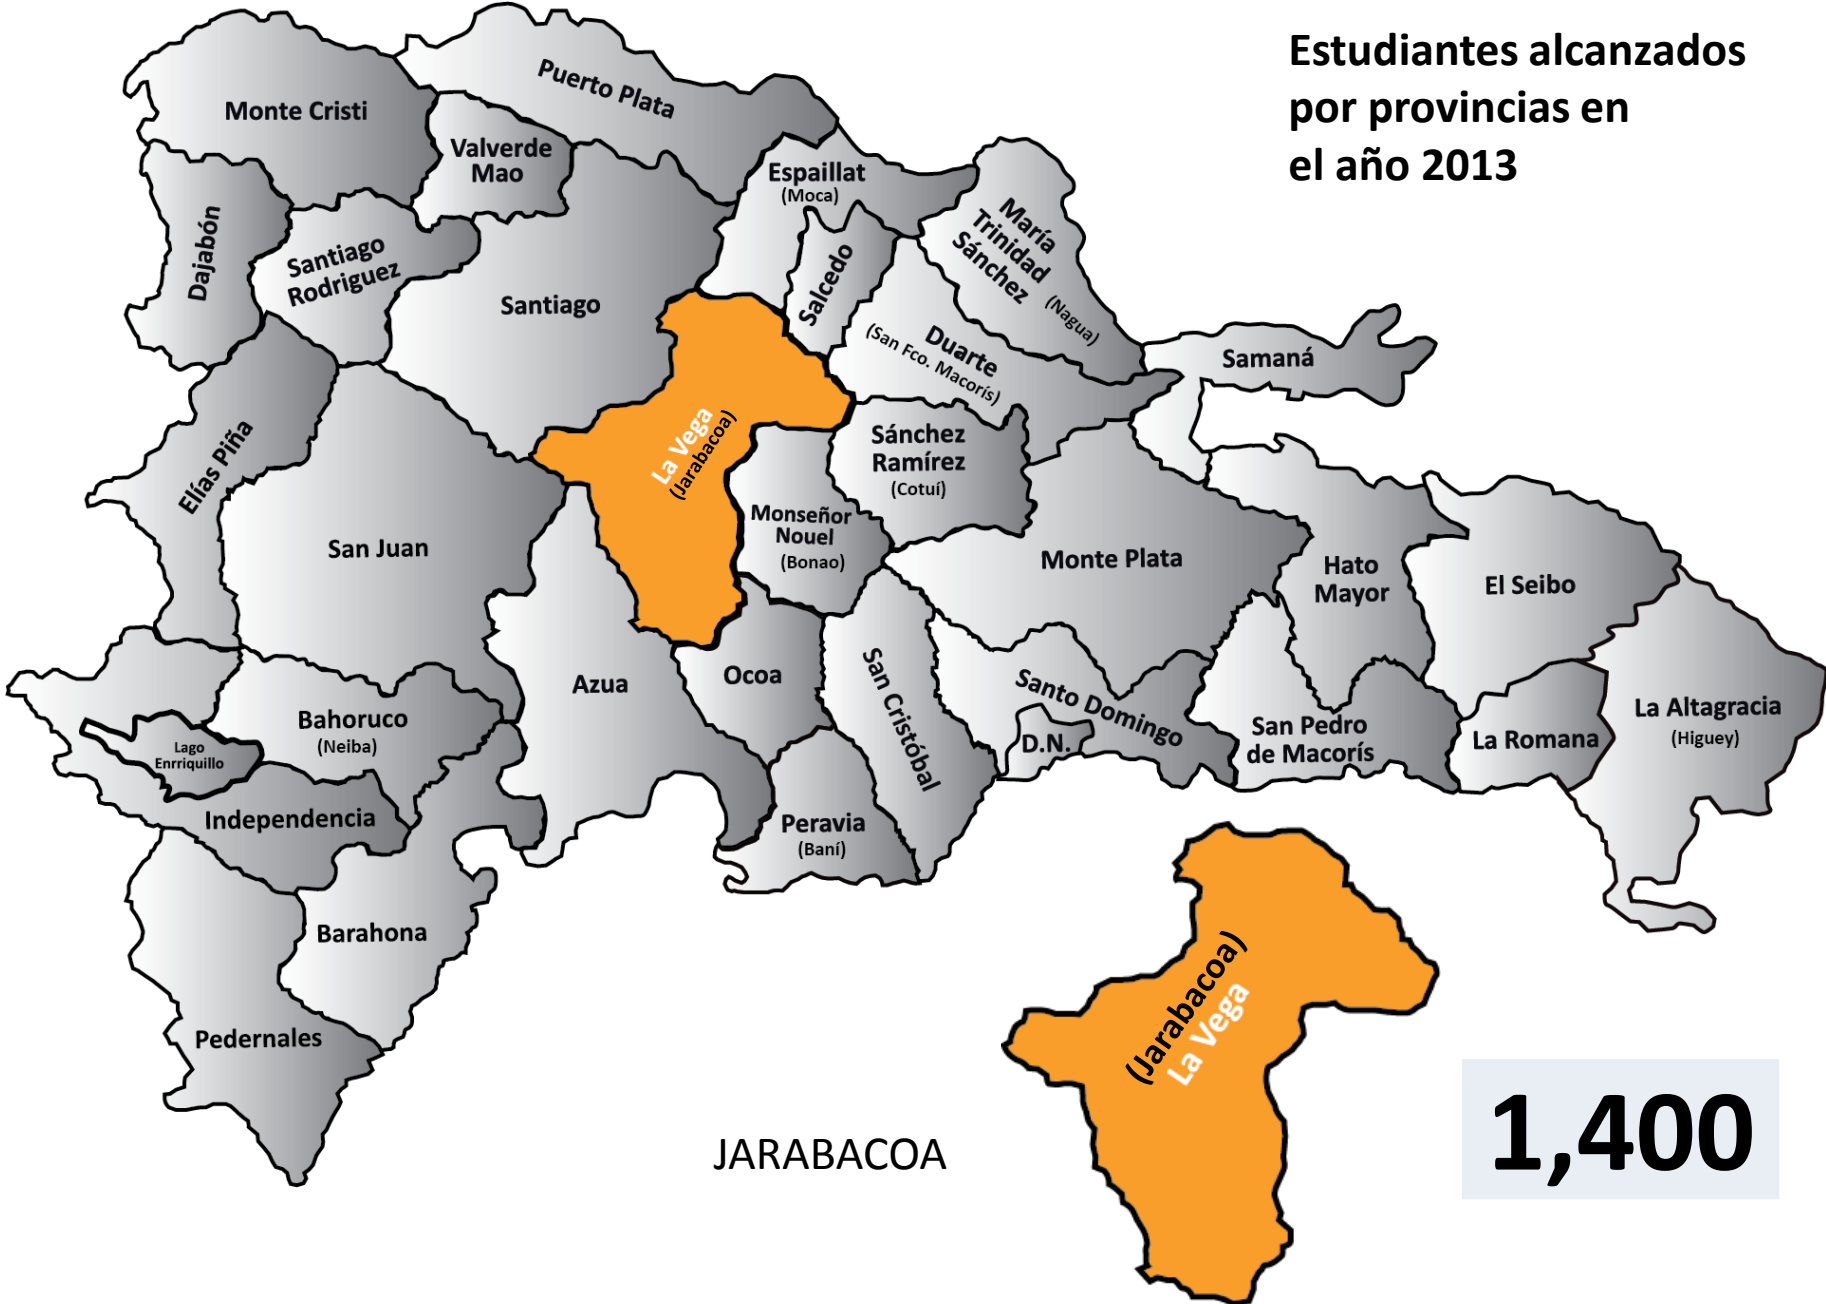 Estudiantes alcanzados
por provincias en
el año 2013
Puerto Plata
Monte Cristi
Valverde
Mao
Espaillat
(Moca)
María
Trinidad
Sánchez
(Nagua)
Dajabón
Santiago
Rodriguez
Santiago
Salcedo
Duarte
(San Fco. Macorís)
Samaná
Elías Piña
La Vega
(Jarabacoa)
Sánchez
Ramírez
(Cotuí)
San Juan
Monseñor
Nouel
(Bonao)
Monte Plata
Hato
Mayor
El Seibo
Azua
Ocoa
San Cristóbal
Santo Domingo
D.N.
San Pedro
de Macorís
La Romana
La Altagracia
(Higuey)
Bahoruco
(Neiba)
Lago
Enrriquillo
Independencia
Peravia
(Baní)
Barahona
Pedernales
(Jarabacoa)
La Vega
JARABACOA
1,400